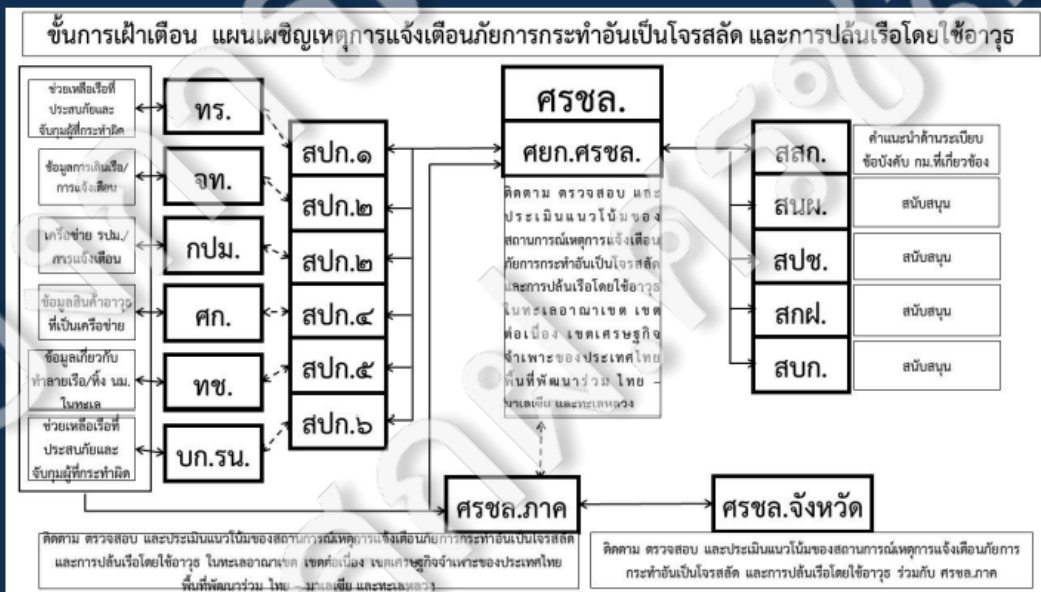 ขั้นการเฝ้าเตือน แผนเผชิญเหตุการแจ้งเตือนภัยการกระทำอันเป็นโจรสลัด และการปล้นเรือโดยใช้อาวุธ
ช่วยเหลือเรือที่
ประสบภัยและ
จับกุมผู้ที่กระทำผิด
ทร.
ข้อมูลการเดินเรือ/
การแจ้งเตือน
จท.
เครือข่าย รปม./
การแจ้งเตือน
กปม.
ข้อมูลสินค้าอาวุธ
ที่เป็นเครือข่าย
ศก.
ข้อมูลเกี่ยวกับ
ทำลายเรือ/ทิ้ง นม.
ในทะเล
ทช.
ช่วยเหลือเรือที่
ประสบภัยและ
จับกุมผู้ที่กระทำผิด
บก.รน.
สปก.๑
สปก.๒
สปก.๒
สปก.๔
สปก.๕
สปก.๖
ศรชล.
ศยก.ศรชล.
ติดตาม ตรวจสอบ และ
ประเมินแนวโน้มของ
สถานการณ์เหตุการแจ้งเตือน
ภัยการกระทำอันเป็นโจรสลัด
และการปล้นเรือโดยใช้อาวุธ
ในทะเลอาณาเขต เขต
ต่อเนื่อง เขตเศรษฐกิจ
จำเพาะของประเทศไทย
พื้นที่พัฒนาร่วม ไทย –
มาเลเซีย และทะเลหลวง
สสก.
คำแนะนำด้านระเบียบ
ข้อบังคับ กม.ที่เกี่ยวข้อง
สนผ.
สนับสนุน
สปช.
สนับสนุน
สกฝ.
สนับสนุน
สบก.
สนับสนุน
ศรชล.ภาค
ศรชล.จังหวัด
ติดตาม ตรวจสอบ และประเมินแนวโน้มของสถานการณ์เหตุการแจ้งเตือนภัยการกระทำอันเป็นโจรสลัด
และการปล้นเรือโดยใช้อาวุธ ในทะเลอาณาเขต เขตต่อเนื่อง เขตเศรษฐกิจจำเพาะของประเทศไทย
พื้นที่พัฒนาร่วม ไทย – มาเลเซีย และทะเลหลวง
ติดตาม ตรวจสอบ และประเมินแนวโน้มของสถานการณ์เหตุการแจ้งเตือนภัยการ
กระทำอันเป็นโจรสลัด และการปล้นเรือโดยใช้อาวุธ ร่วมกับ ศรชล.ภาค